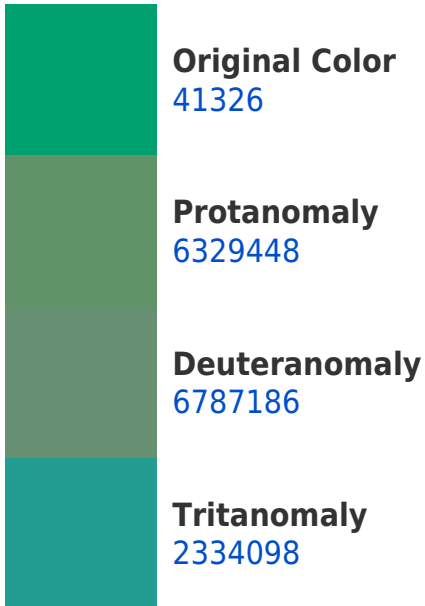 Original Color
41326
Protanomaly
6329448
Deuteranomaly
6787186
Tritanomaly
2334098